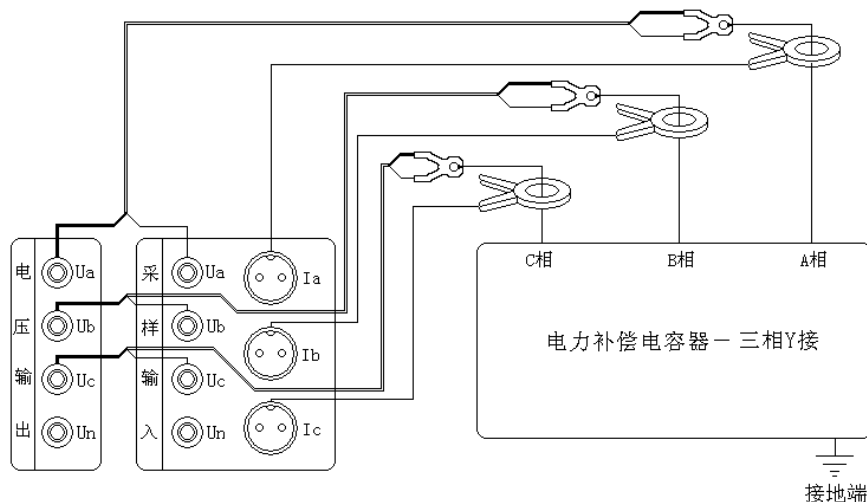 电压输出
Ua
Ub
Uc
Un
采样输入
Ua
Ub
Uc
Un
Ia
Ib
Ic
C相
B相
A相
电力补偿电容器－三相Y接
接地端